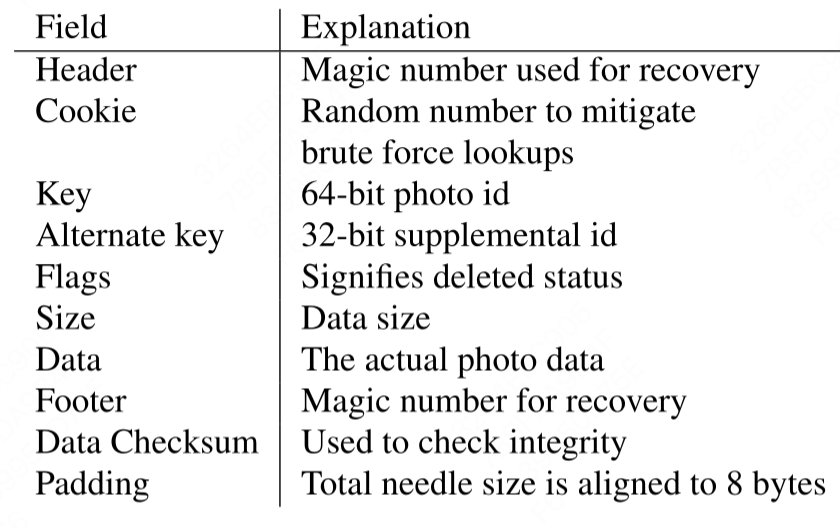 Field Explanation
Header Magic number used for recovery
Cookie Random number to mitigate
brute force lookups
Key 64-bit photo id
Alternate key 32-bit supplemental id
Flags Signifies deleted status
Size Data size
Data The actual photo data
Footer Magic number for recovery
Data Checksum Used to check integrity
Padding Total needle size is aligned to 8 bytes